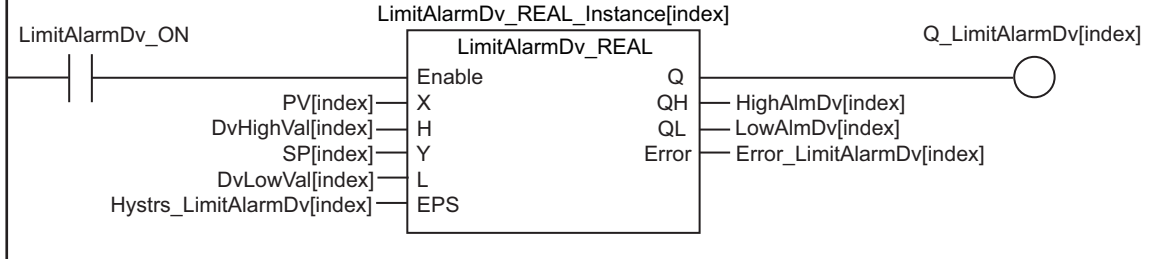 LimitAlarmDv_REAL_Instance[index]
LimitAlarmDv_ON
Q_LimitAlarmDv[index]
LimitAlarmDv_REAL
Enable Q
PV[index] X QH HighAlmDv[index]
DvHighVal[index] H QL LowAlmDv[index]
SP[index] Y Error Error_LimitAlarmDv[index]
DvLowVal[index] L
Hystrs_LimitAlarmDv[index] EPS